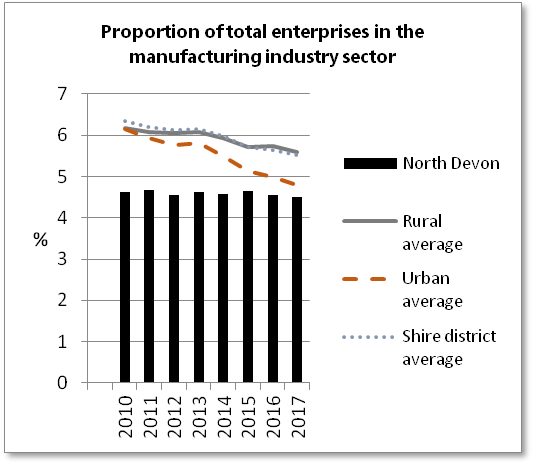 Proportion of total enterprises in the
manufacturing industry sector
7
6
5
4
3
2
1
0
%
2010
2011
2012
2013
2014
2015
2016
2017
North Devon
Rural
average
Urban
average
Shire district
average